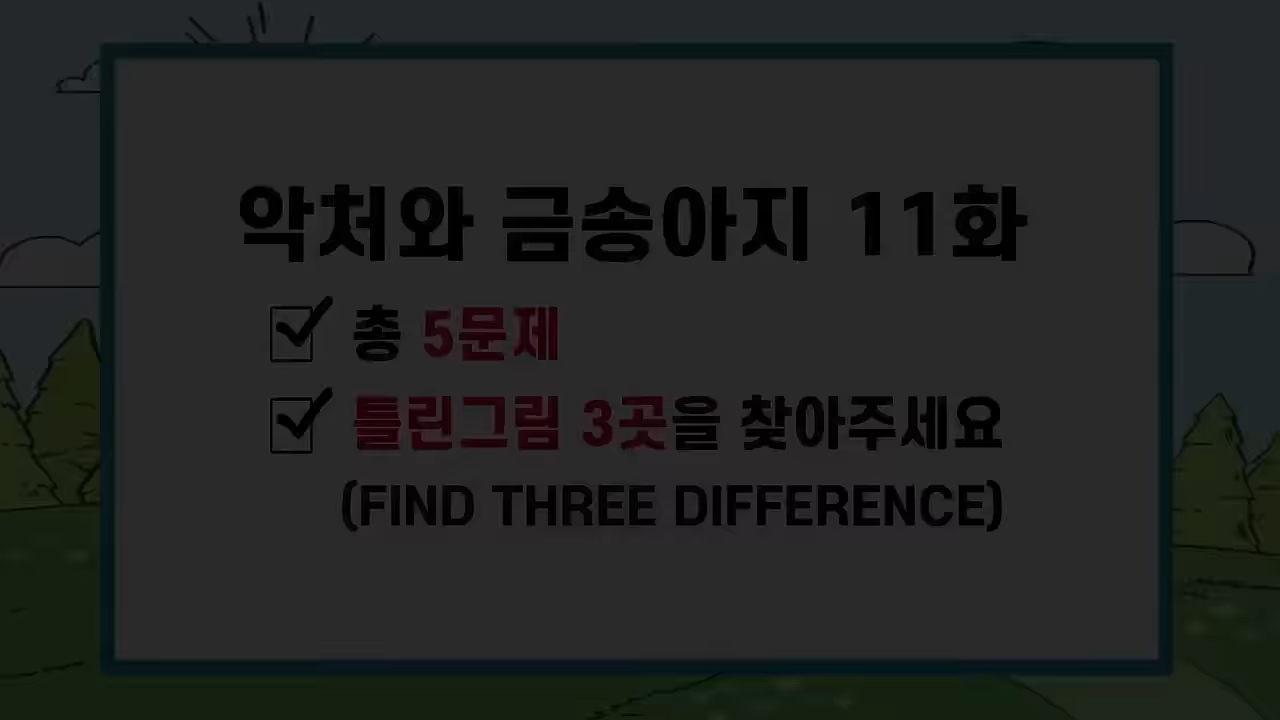 악처와 금송아지 11화
총 5문제
틀린그림 3곳을 찾아주세요
(FIND THREE DIFFERENCE)